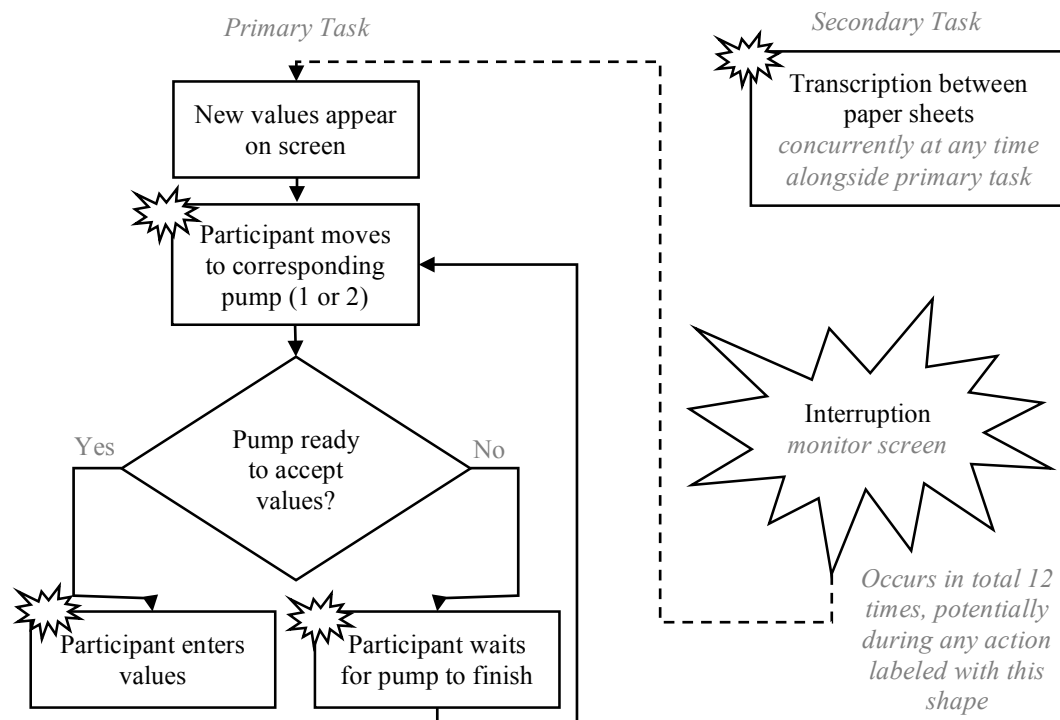 Primary Task
New values appear
on screen
Participant moves
to corresponding
pump (1 or 2)
Pump ready
to accept
values?
Yes
No
Participant enters
values
Participant waits
for pump to finish
Secondary Task
Transcription between
paper sheets
concurrently at any time
alongside primary task
Interruption
monitor screen
Occurs in total 12
times, potentially
during any action
labeled with this
shape